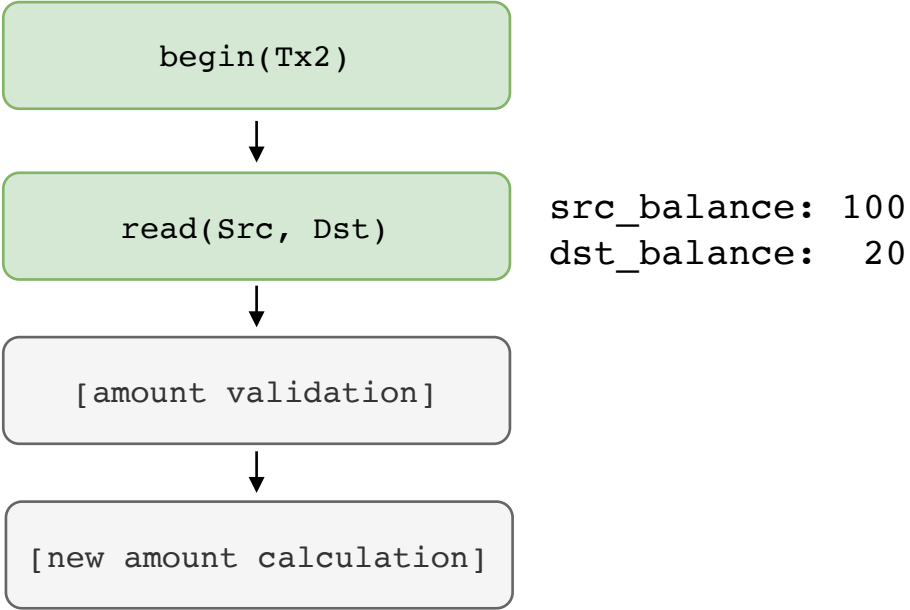 begin(Tx2)
read(Src, Dst)
src_balance: 100
dst_balance:  20
[amount validation]
[new amount calculation]